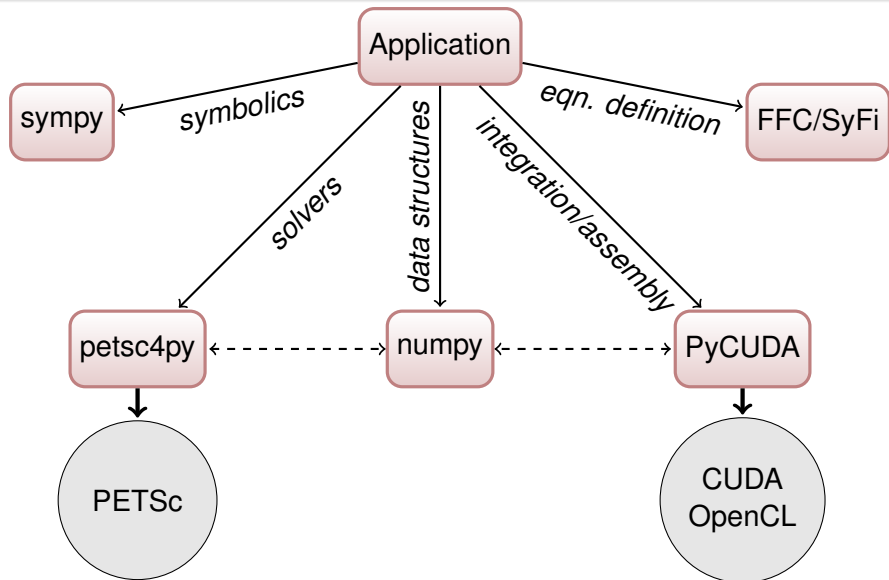 Application
sympy
symbolics
eqn. definition
FFC/SyFi
solvers
data structures
integration/assembly
petsc4py
numpy
PyCUDA
PETSc
CUDA
OpenCL